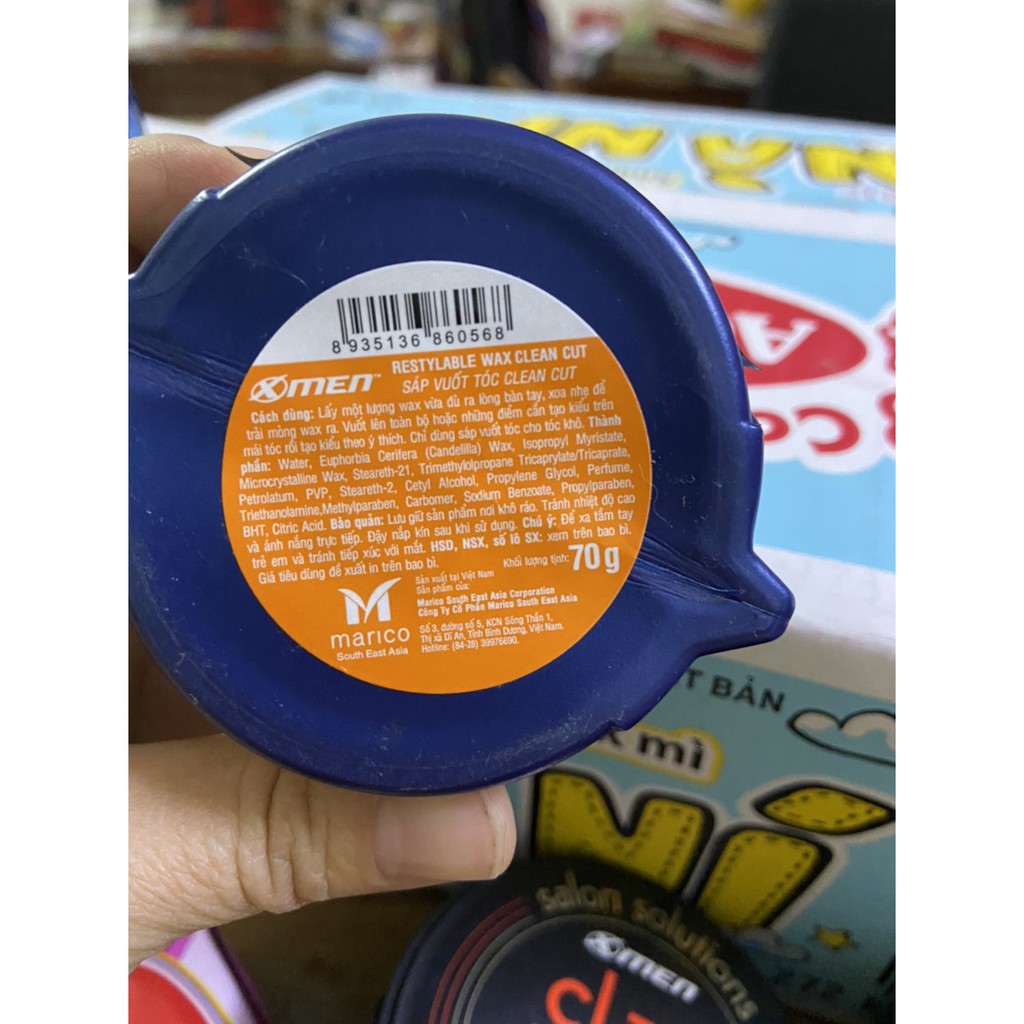 8 935136 860568
RESTYLABLE WAX CLEAN CUT
XMEN™ SÁP VUỐT TÓC CLEAN CUT
Cách dùng: Lấy một lượng wax vừa đủ ra lòng bàn tay, xoa nhẹ để
trải mỏng wax ra. Vuốt lên toàn bộ hoặc những điểm cần tạo kiểu trên
mái tóc rồi tạo kiểu theo ý thích. Chỉ dùng sáp vuốt tóc cho tóc khô. Thành
phần: Water, Euphorbia Cerifera (Candelilla) Wax, Isopropyl Myristate,
Microcrystalline Wax, Steareth-21, Trimethylolpropane Tricaprylate/Tricaprate,
Petrolatum, PVP, Steareth-2, Cetyl Alcohol, Propylene Glycol, Perfume,
Triethanolamine,Methylparaben, Carbomer, Sodium Benzoate, Propylparaben,
BHT, Citric Acid. Bảo quản: Lưu giữ sản phẩm nơi khô ráo. Tránh nhiệt độ cao
và ánh nắng trực tiếp. Đậy nắp kín sau khi sử dụng. Chú ý: Để xa tầm tay
trẻ em và tránh tiếp xúc với mắt. HSD, NSX, số lô SX: xem trên bao bì.
Giá tiêu dùng đề xuất in trên bao bì.
Khối lượng tịnh: 70 g
Sản xuất tại Việt Nam
Sản phẩm của:
Marico South East Asia Corporation
Công Ty Cổ Phần Marico South East Asia
marico
South East Asia
Số 3, đường số 5, KCN Sóng Thần 1,
Thị xã Dĩ An, Tỉnh Bình Dương, Việt Nam.
Hotline: (84-28) 39976690.
BẢN
mì
salon solutions
XMEN